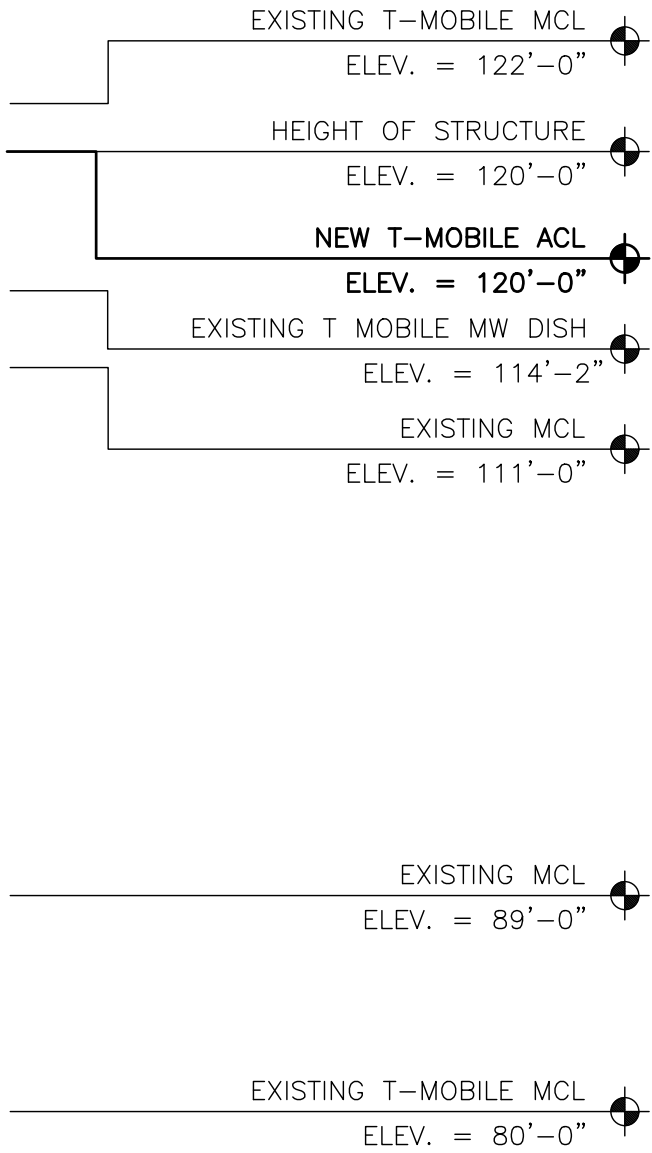 EXISTING T-MOBILE MCL
ELEV. = 122'-0"
HEIGHT OF STRUCTURE
ELEV. = 120'-0"
NEW T-MOBILE ACL
ELEV. = 120'-0"
EXISTING T MOBILE MW DISH
ELEV. = 114'-2"
EXISTING MCL
ELEV. = 111'-0"
EXISTING MCL
ELEV. = 89'-0"
EXISTING T-MOBILE MCL
ELEV. = 80'-0"